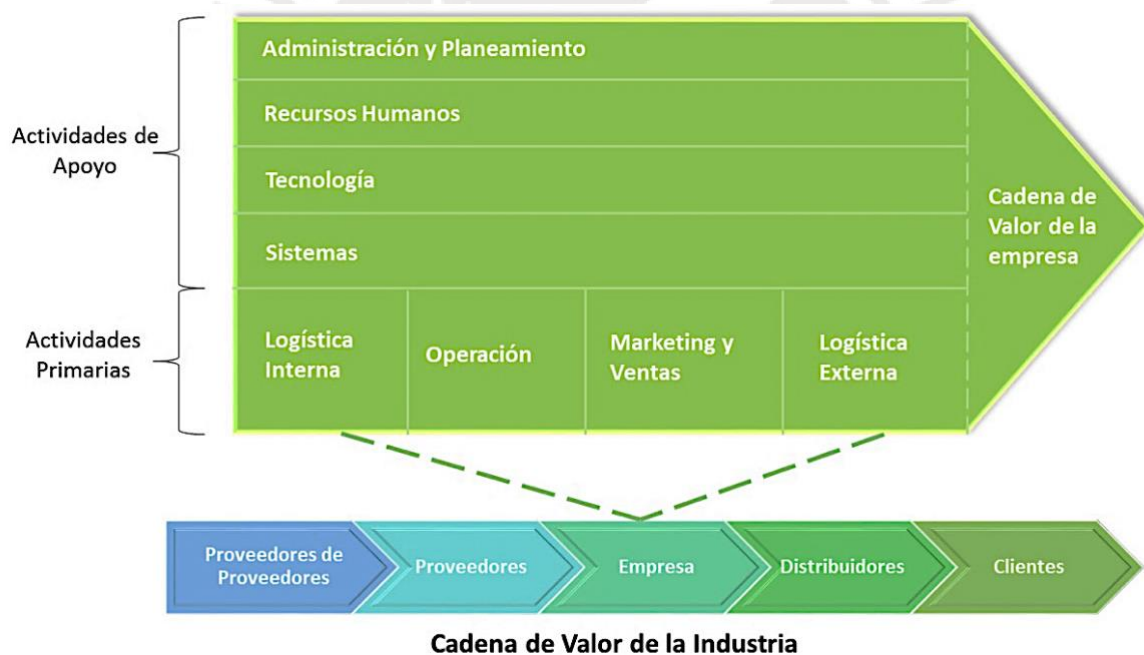 Administración y Planeamiento
Recursos Humanos
Actividades de
Apoyo
Tecnología
Cadena de
Valor de la
empresa
Sistemas
Actividades
Primarias
Logística
Interna
Operación
Marketing y
Ventas
Logística
Externa
Proveedores de
Proveedores
Proveedores
Empresa
Distribuidores
Clientes
Cadena de Valor de la Industria